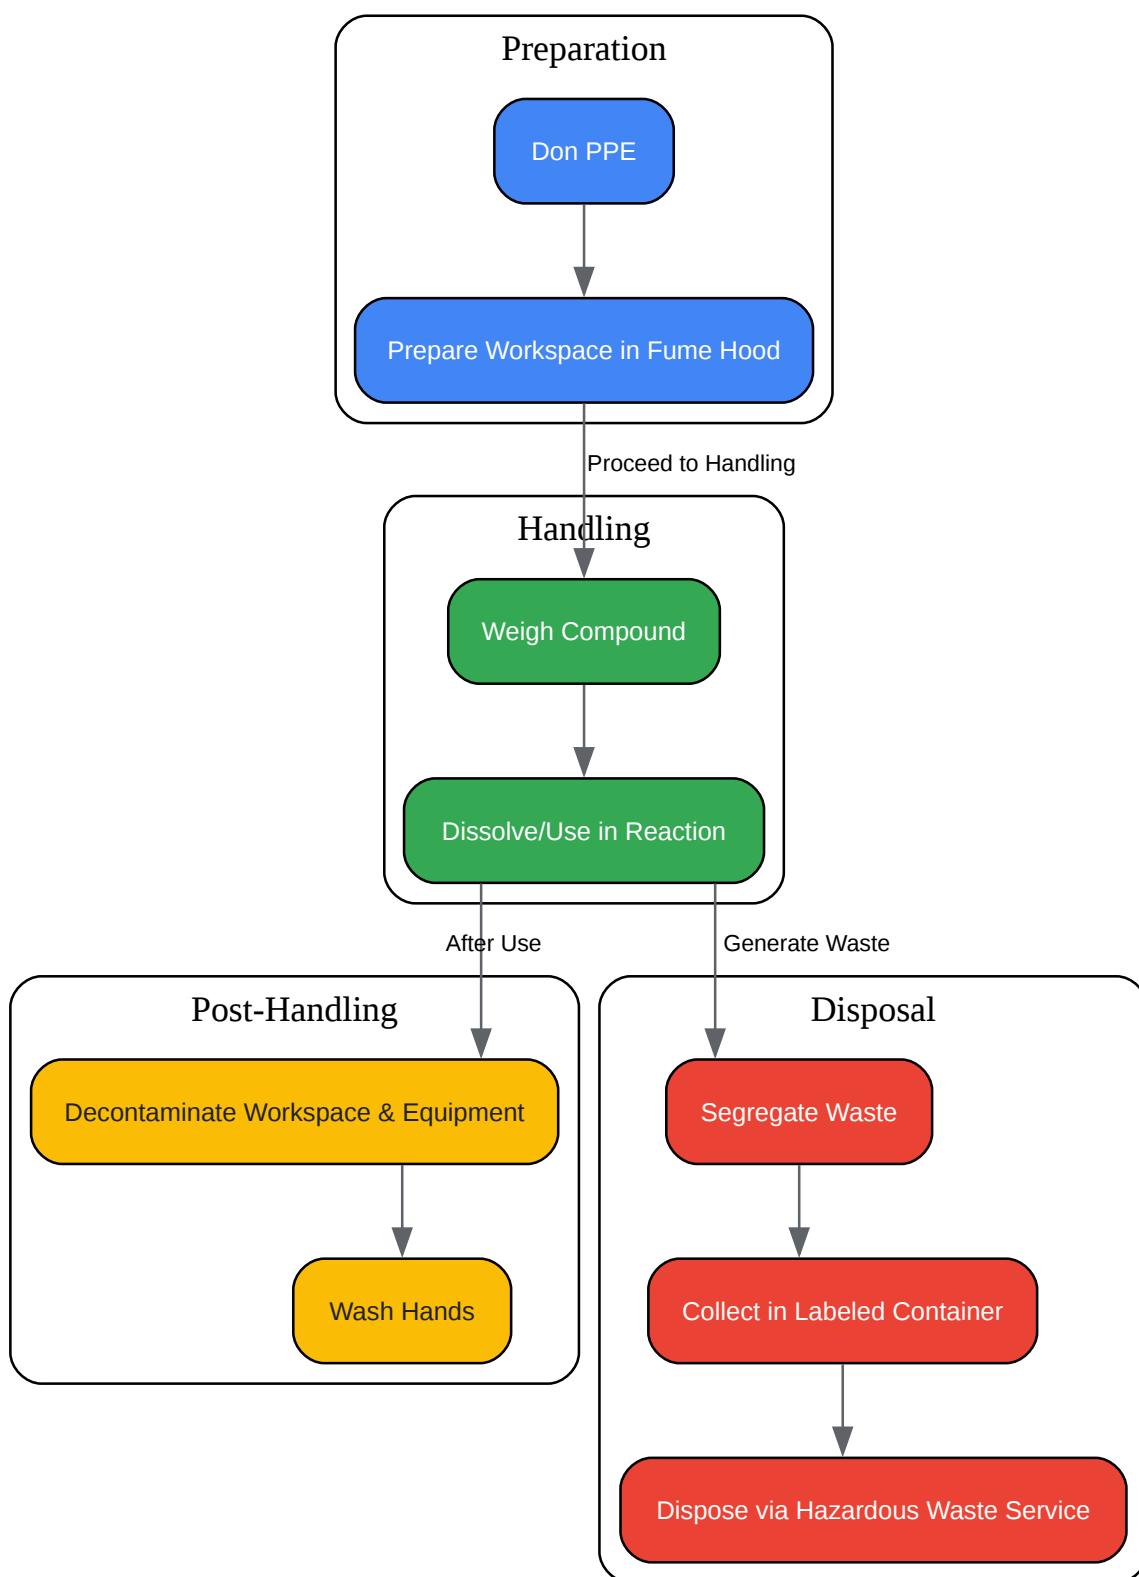 Preparation
Don PPE
Prepare Workspace in Fume Hood
Proceed to Handling
Handling
Weigh Compound
Dissolve/Use in Reaction
After Use
Generate Waste
Post-Handling
Decontaminate Workspace & Equipment
Wash Hands
Disposal
Segregate Waste
Collect in Labeled Container
Dispose via Hazardous Waste Service